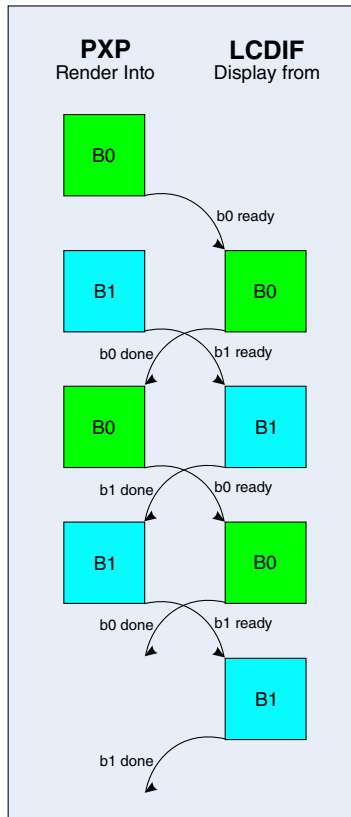 PXP
Render Into
LCDIF
Display from
B0
b0 ready
B1
B0
b0 done
b1 ready
B0
B1
b1 done
b0 ready
B1
B0
b0 done
b1 ready
B1
b1 done